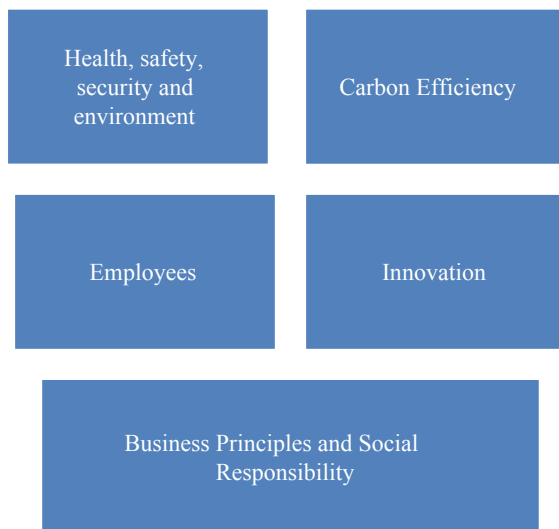 Health, safety,
security and
environment
Carbon Efficiency
Employees
Innovation
Business Principles and Social
Responsibility